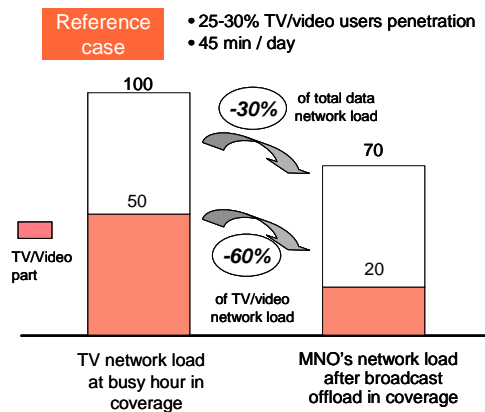 Reference
case
• 25-30% TV/video users penetration
• 45 min / day
100
-30%
of total data
network load
70
50
TV/Video
part
-60%
of TV/video
network load
20
TV network load
at busy hour in
coverage
MNO's network load
after broadcast
offload in coverage